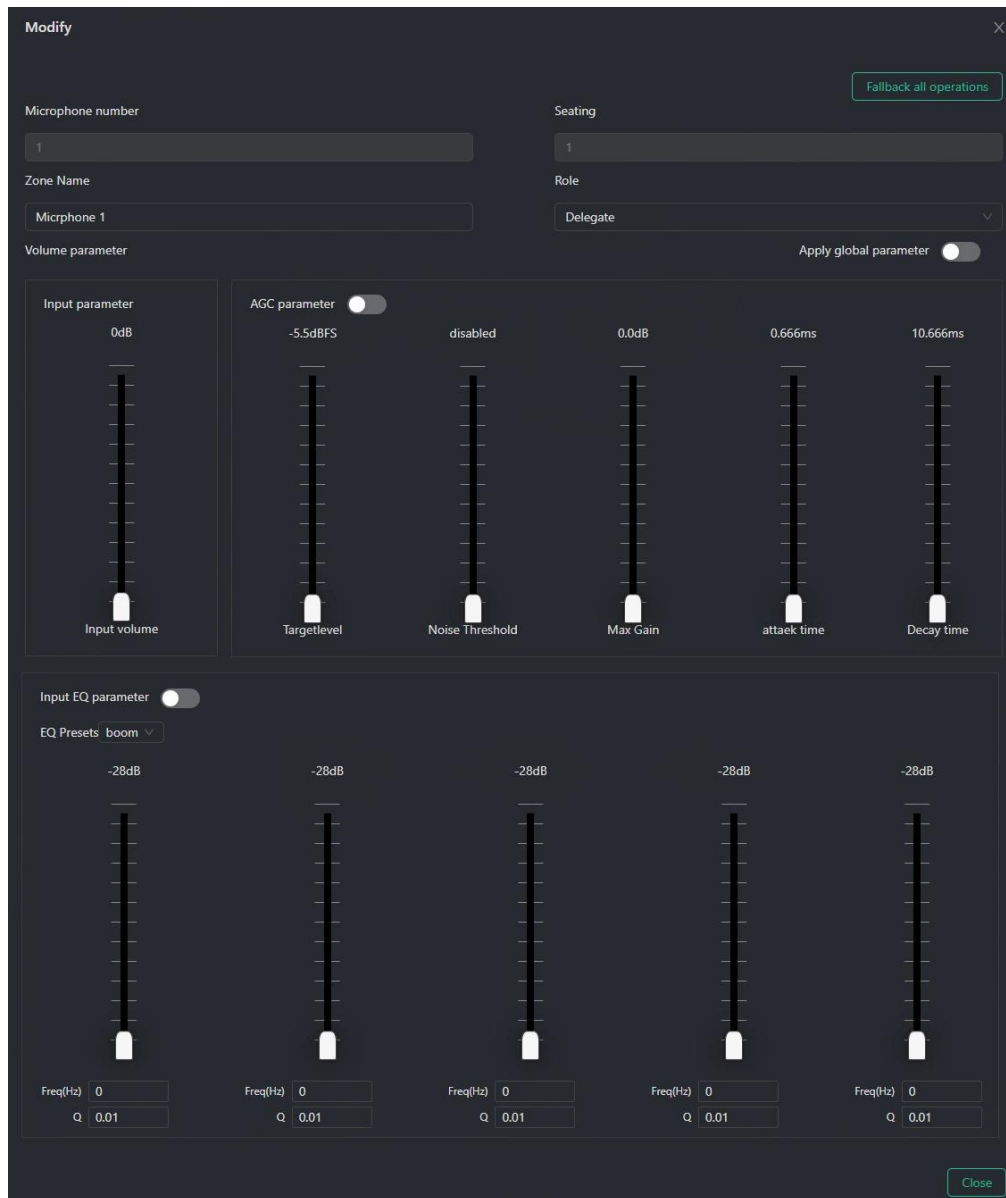 Modify
X
Fallback all operations
Microphone number
Seating
1
1
Zone Name
Role
Micrphone 1
Delegate
Volume parameter
Apply global parameter
Input parameter
AGC parameter
0dB
-5.5dBFS
disabled
0.0dB
0.666ms
10.666ms
Input volume
Targetlevel
Noise Threshold
Max Gain
attaek time
Decay time
Input EQ parameter
EQ Presets boom
-28dB
-28dB
-28dB
-28dB
-28dB
Freq(Hz) 0
Freq(Hz) 0
Freq(Hz) 0
Freq(Hz) 0
Freq(Hz) 0
Q 0.01
Q 0.01
Q 0.01
Q 0.01
Q 0.01
Close